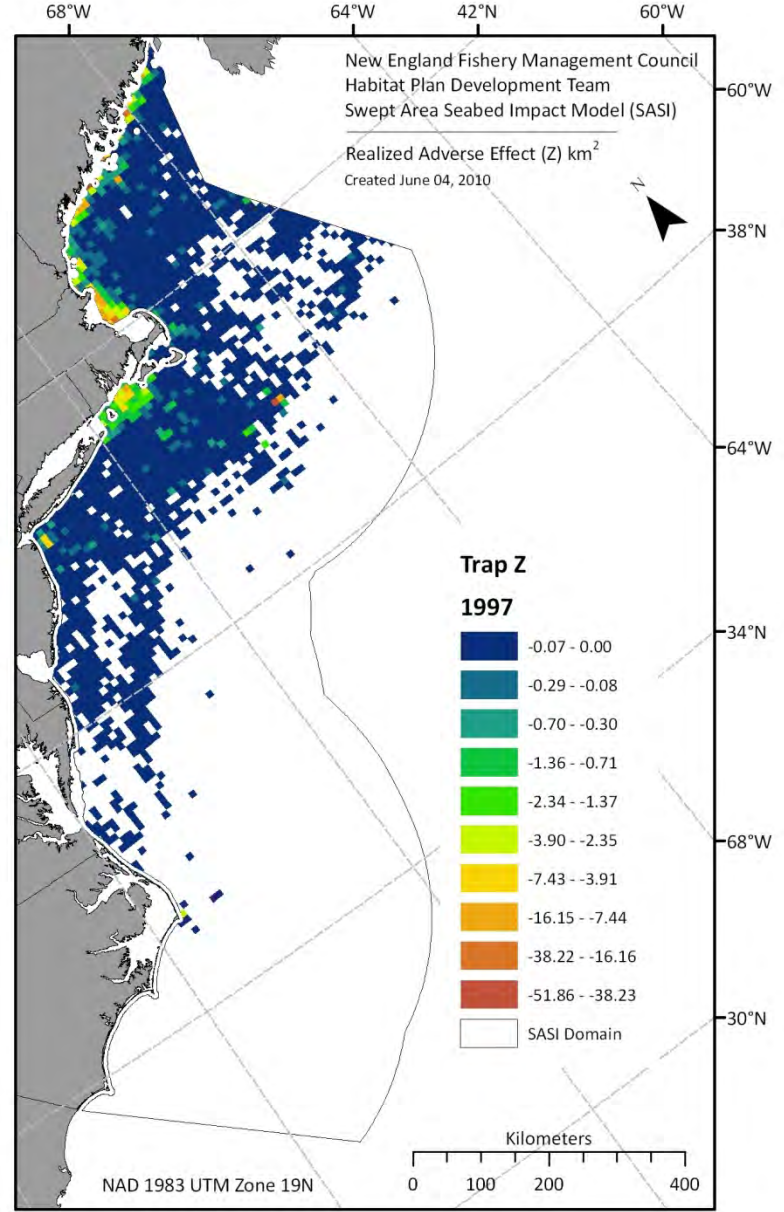 68°W
64°W
42°N
60°W
New England Fishery Management Council
Habitat Plan Development Team
Swept Area Seabed Impact Model (SASI)
Realized Adverse Effect (Z) km²
Created June 04, 2010
N
60°W
38°N
64°W
34°N
68°W
30°N
Trap Z
1997
-0.07 - 0.00
-0.29 - -0.08
-0.70 - -0.30
-1.36 - -0.71
-2.34 - -1.37
-3.90 - -2.35
-7.43 - -3.91
-16.15 - -7.44
-38.22 - -16.16
-51.86 - -38.23
SASI Domain
Kilometers
0 100 200 400
NAD 1983 UTM Zone 19N